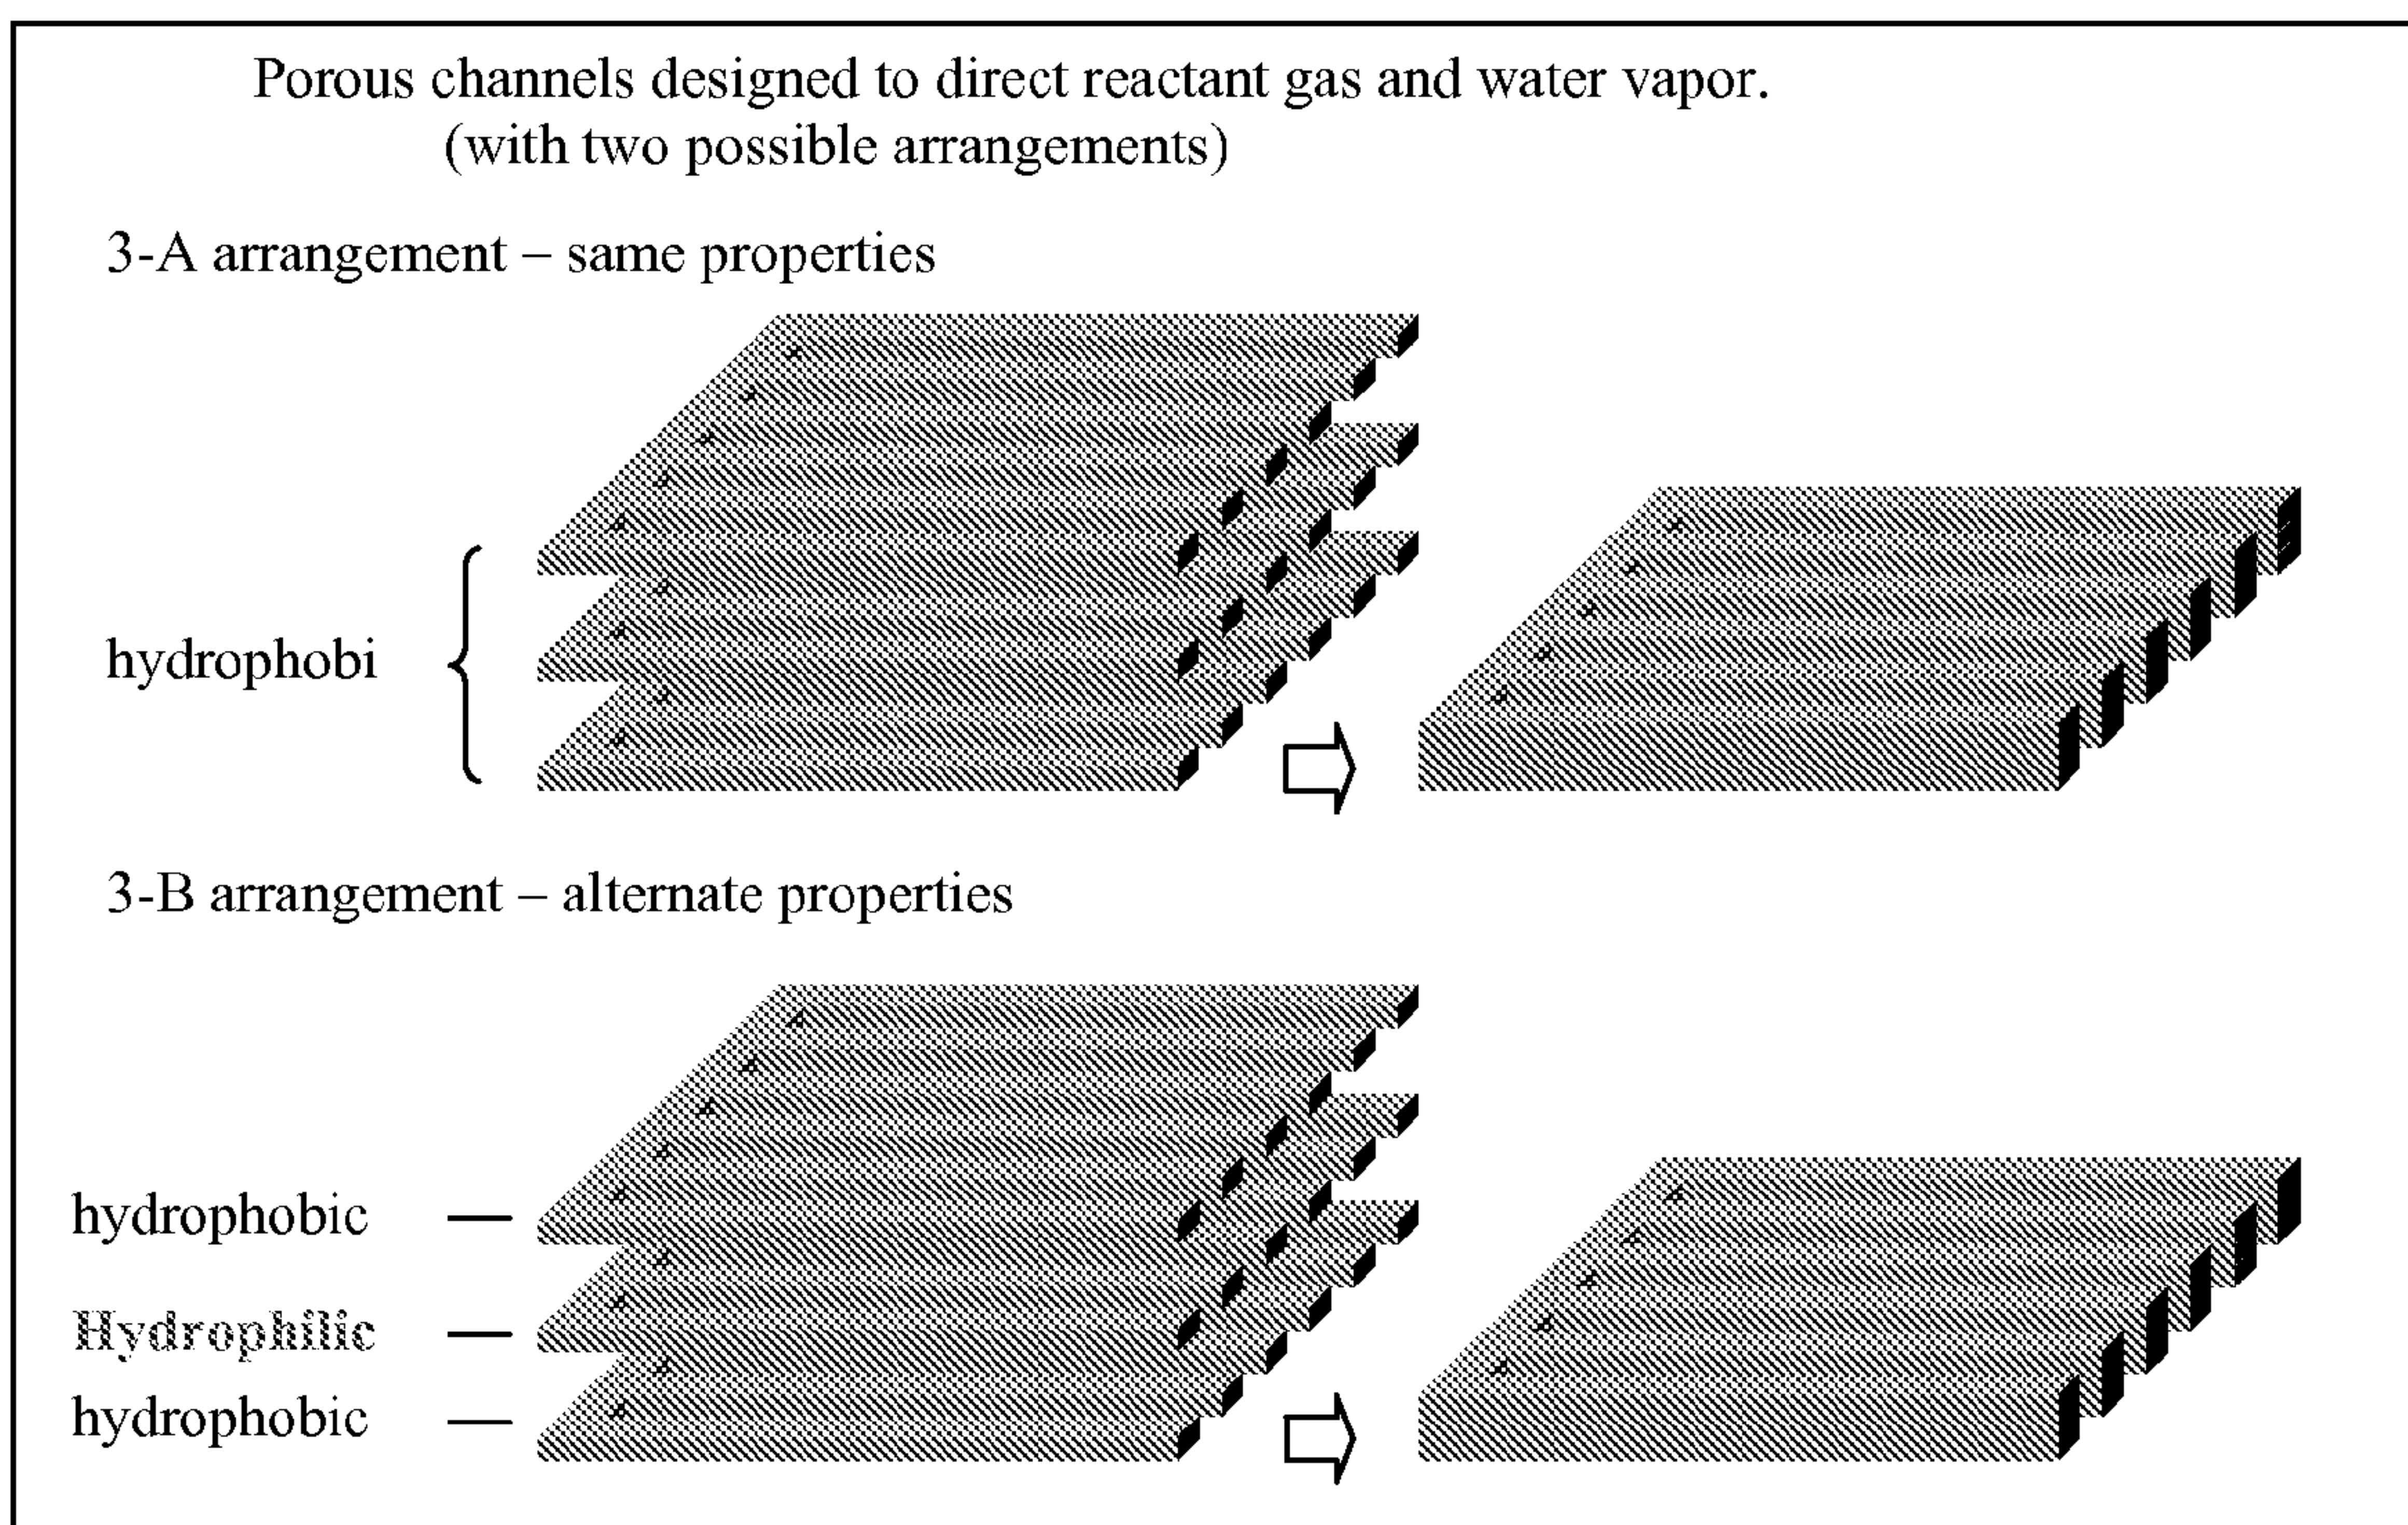 Porous channels designed to direct reactant gas and water vapor.
(with two possible arrangements)
3-A arrangement – same properties
hydrophobi
3-B arrangement – alternate properties
hydrophobic
Hydrophilic
hydrophobic